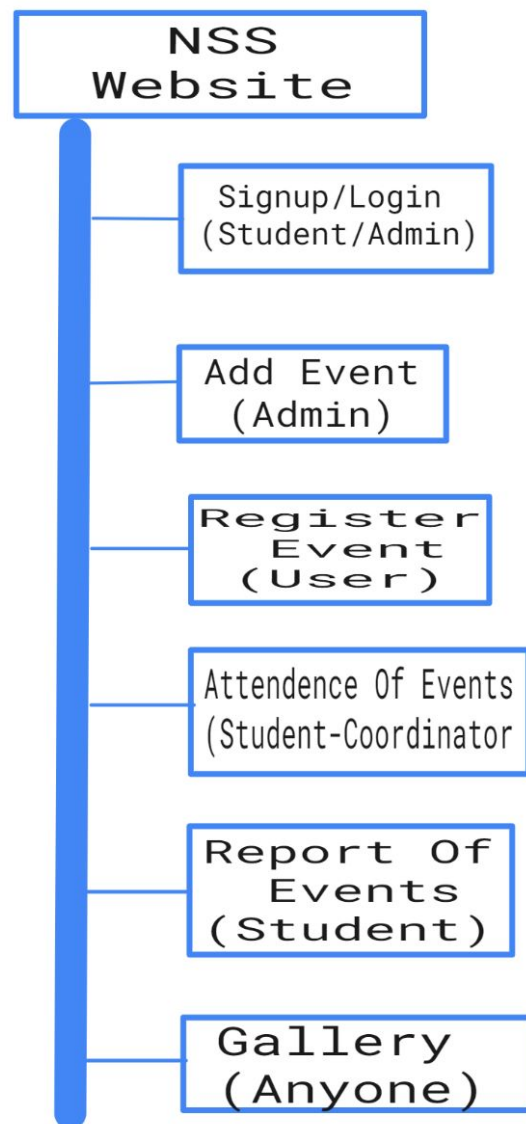 NSS
Website
Signup/Login
(Student/Admin)
Add Event
(Admin)
Register
Event
(User)
Attendence Of Events
(Student-Coordinator
Report Of
Events
(Student)
Gallery
(Anyone)